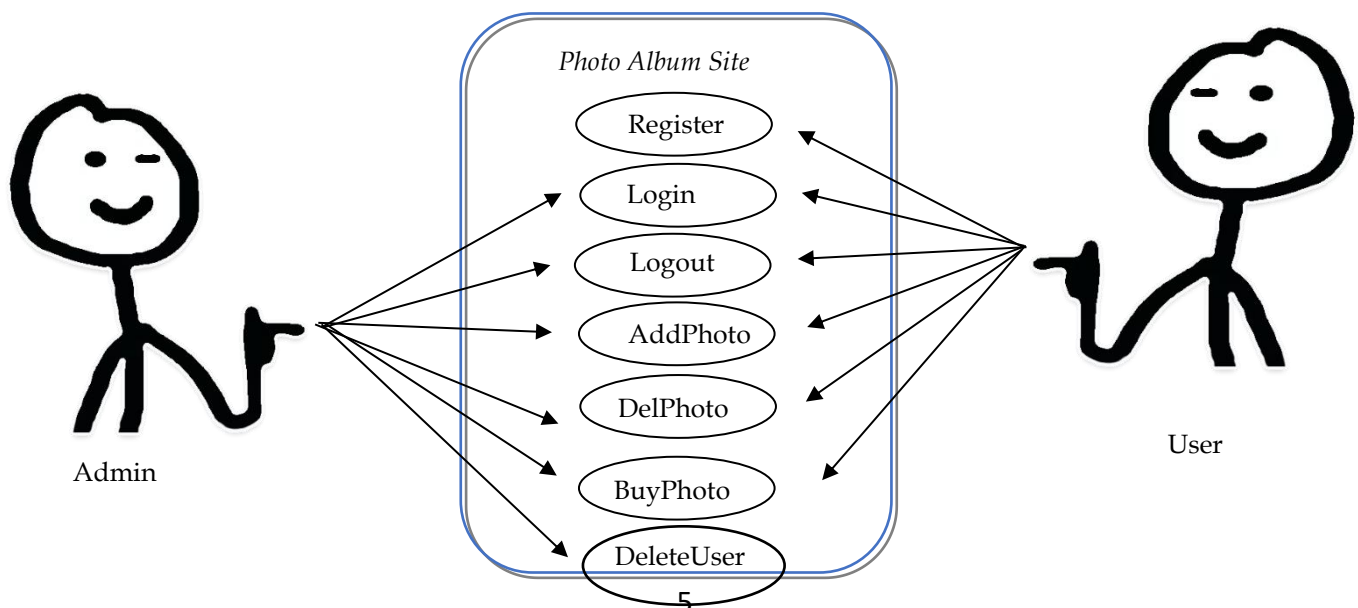 Photo Album Site
Register
Login
Logout
AddPhoto
DelPhoto
BuyPhoto
DeleteUser
Admin
User
5